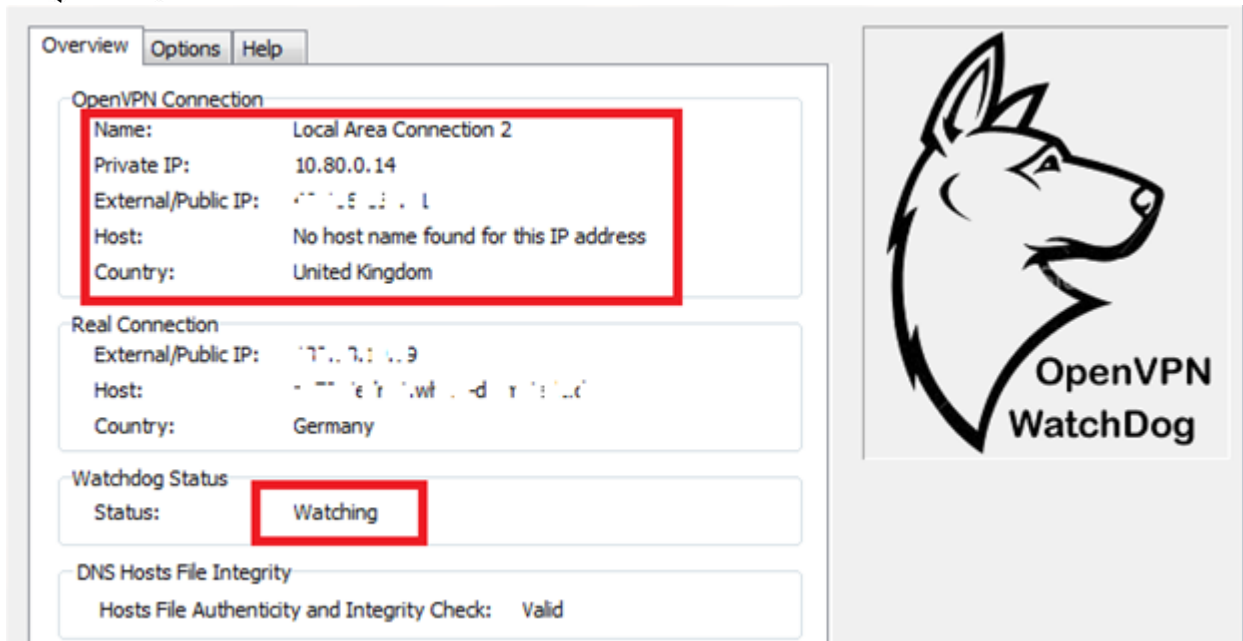 Overview Options Help
OpenVPN Connection
Name: Local Area Connection 2
Private IP: 10.80.0.14
External/Public IP:
Host: No host name found for this IP address
Country: United Kingdom
Real Connection
External/Public IP:
Host:
Country: Germany
Watchdog Status
Status: Watching
DNS Hosts File Integrity
Hosts File Authenticity and Integrity Check: Valid
OpenVPN
WatchDog